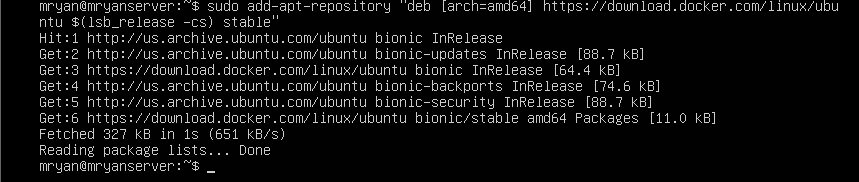 mryan@mryanserver:~$ sudo add-apt-repository "deb [arch=amd64] https://download.docker.com/linux/ubu
ntu $(lsb_release -cs) stable"
Hit:1 http://us.archive.ubuntu.com/ubuntu bionic InRelease
Get:2 http://us.archive.ubuntu.com/ubuntu bionic-updates InRelease [88.7 kB]
Get:3 https://download.docker.com/linux/ubuntu bionic InRelease [64.4 kB]
Get:4 http://us.archive.ubuntu.com/ubuntu bionic-backports InRelease [74.6 kB]
Get:5 http://us.archive.ubuntu.com/ubuntu bionic-security InRelease [88.7 kB]
Get:6 https://download.docker.com/linux/ubuntu bionic/stable amd64 Packages [11.0 kB]
Fetched 327 kB in 1s (651 kB/s)
Reading package lists... Done
mryan@mryanserver:~$ _